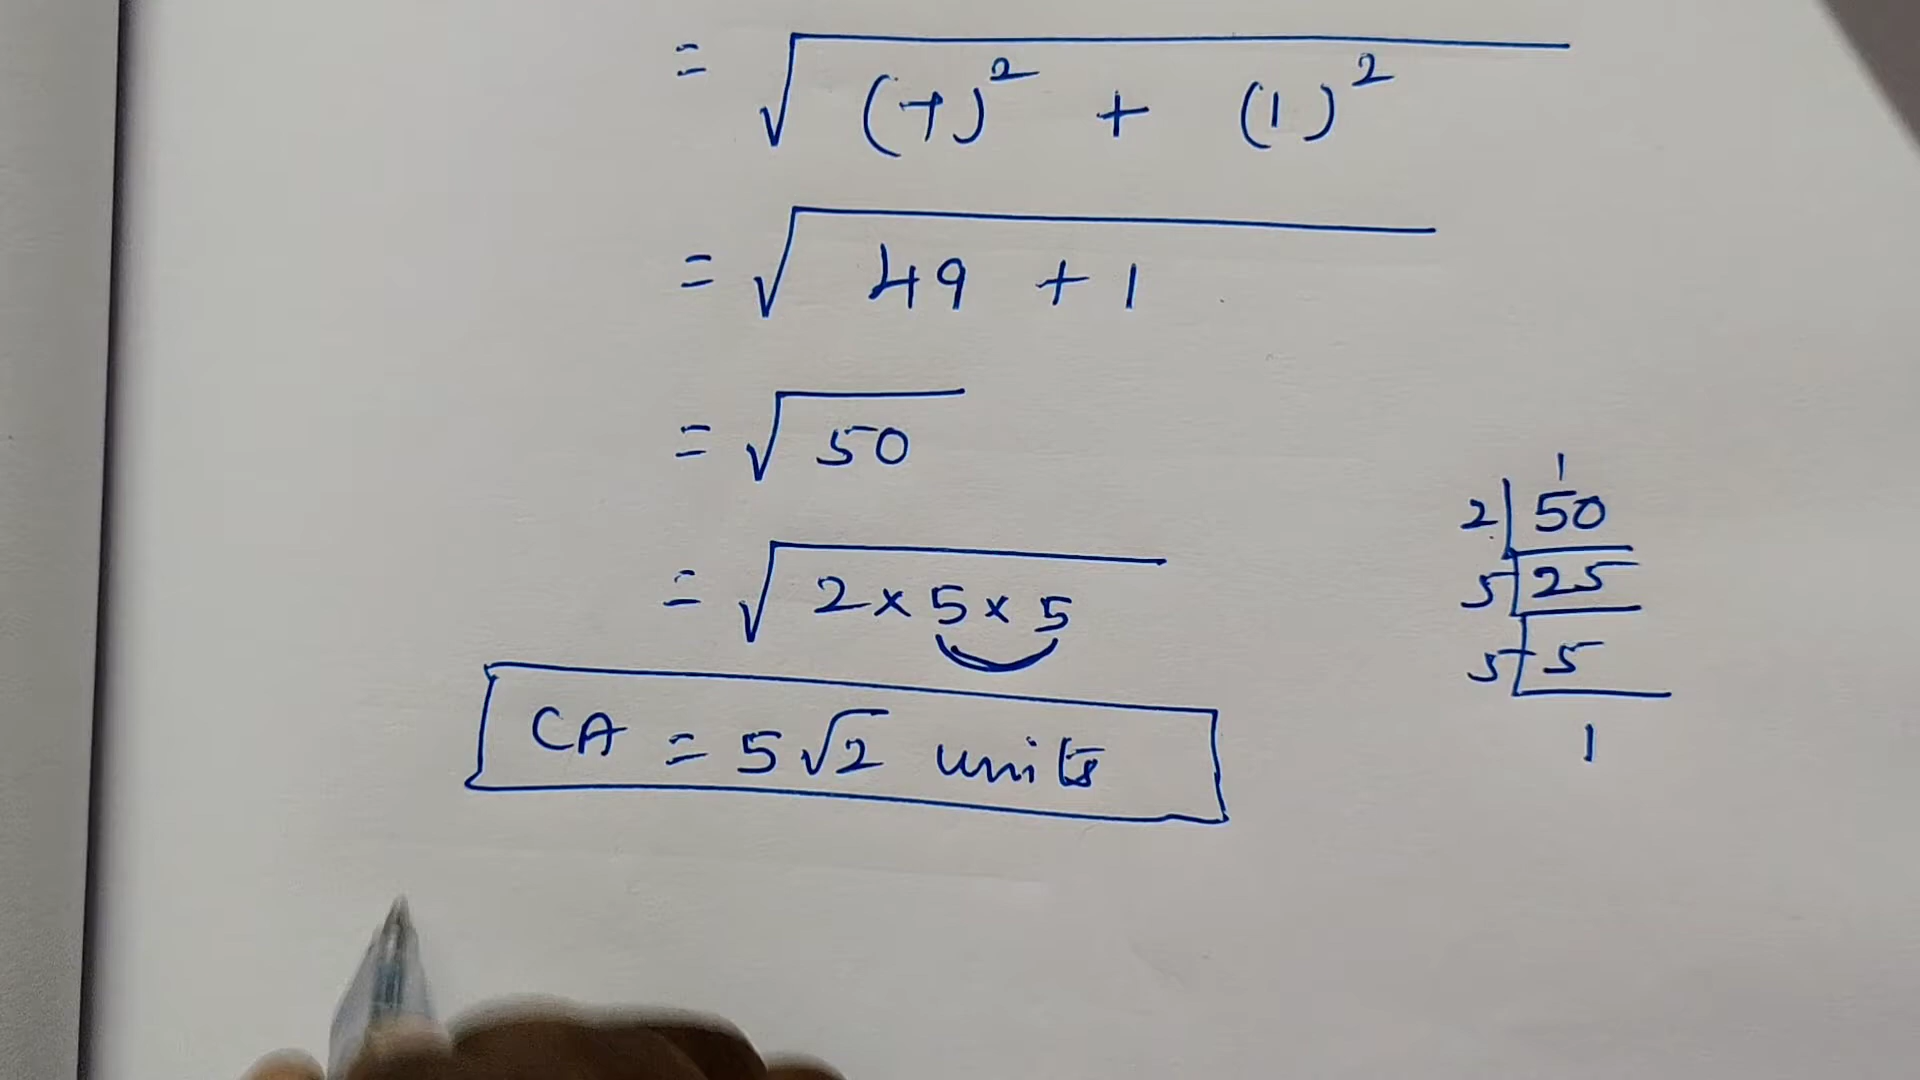 = √(7)² + (1)²
= √49 + 1
= √50
= √2 × 5 × 5
CA = 5√2 units
1
2 | 50
5 | 25
5 | 5
1